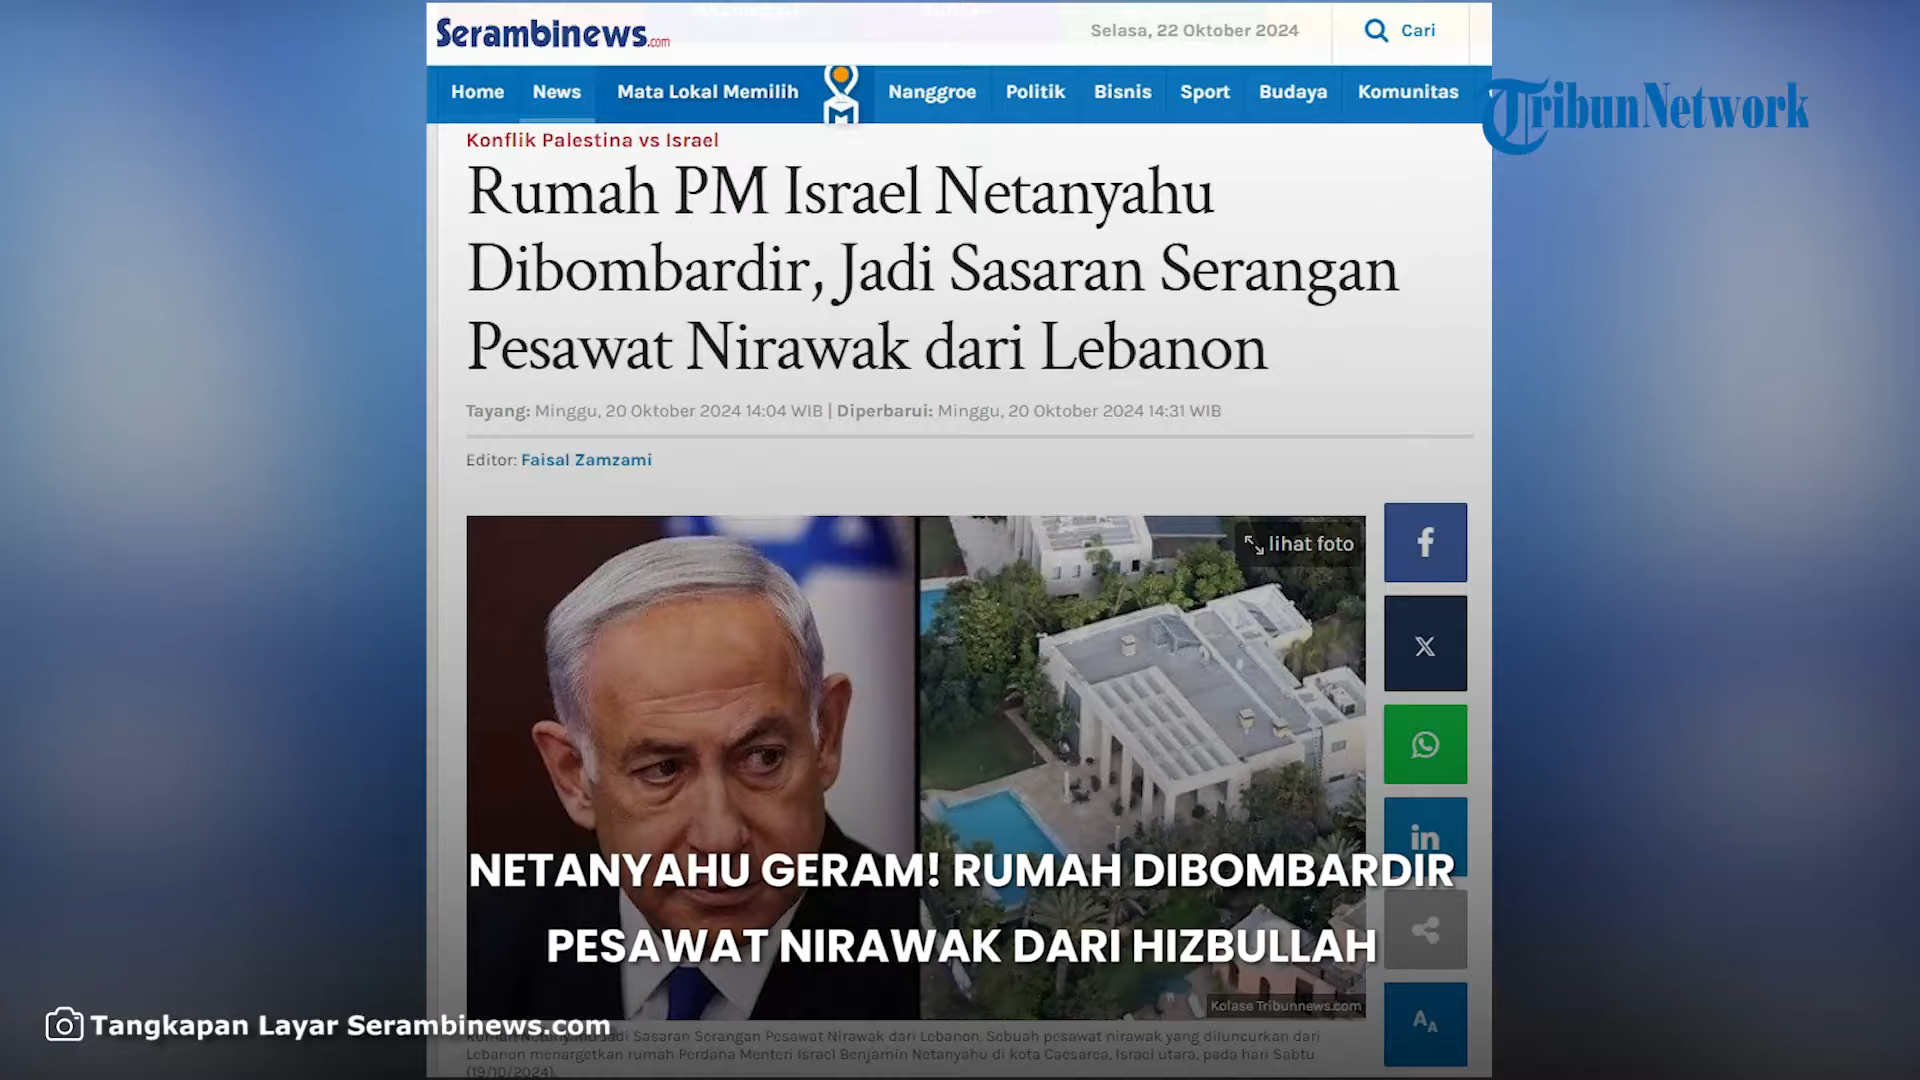 Serambinews.com
Selasa, 22 Oktober 2024
Cari
Home News Mata Lokal Memilih M Nanggroe Politik Bisnis Sport Budaya Komunitas
TribunNetwork
Konflik Palestina vs Israel
Rumah PM Israel Netanyahu
Dibombardir, Jadi Sasaran Serangan
Pesawat Nirawak dari Lebanon
Tayang: Minggu, 20 Oktober 2024 14:04 WIB | Diperbarui: Minggu, 20 Oktober 2024 14:31 WIB
Editor: Faisal Zamzami
lihat foto
f
X
in
NETANYAHU GERAM! RUMAH DIBOMBARDIR
PESAWAT NIRAWAK DARI HIZBULLAH
Kolase Tribunnews.com
AA
Tangkapan Layar Serambinews.com
Jadi Sasaran Serangan Pesawat Nirawak dari Lebanon. Sebuah pesawat nirawak yang diluncurkan dari
Lebanon menargetkan rumah Perdana Menteri Israel Benjamin Netanyahu di kota Caesarea, Israel utara, pada hari Sabtu
(19/10/2024).